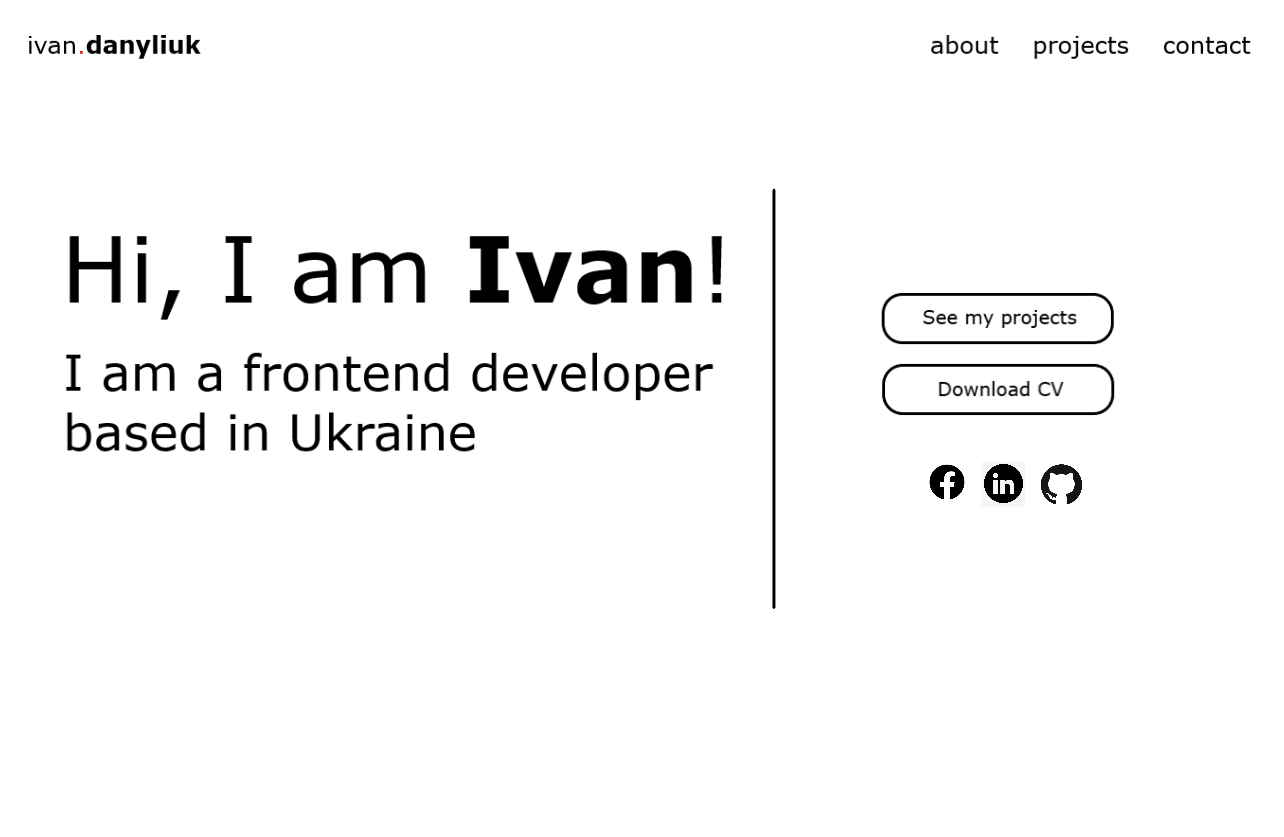 ivan.danyliuk
about projects contact
Hi, I am Ivan!
I am a frontend developer
based in Ukraine
See my projects
Download CV
in